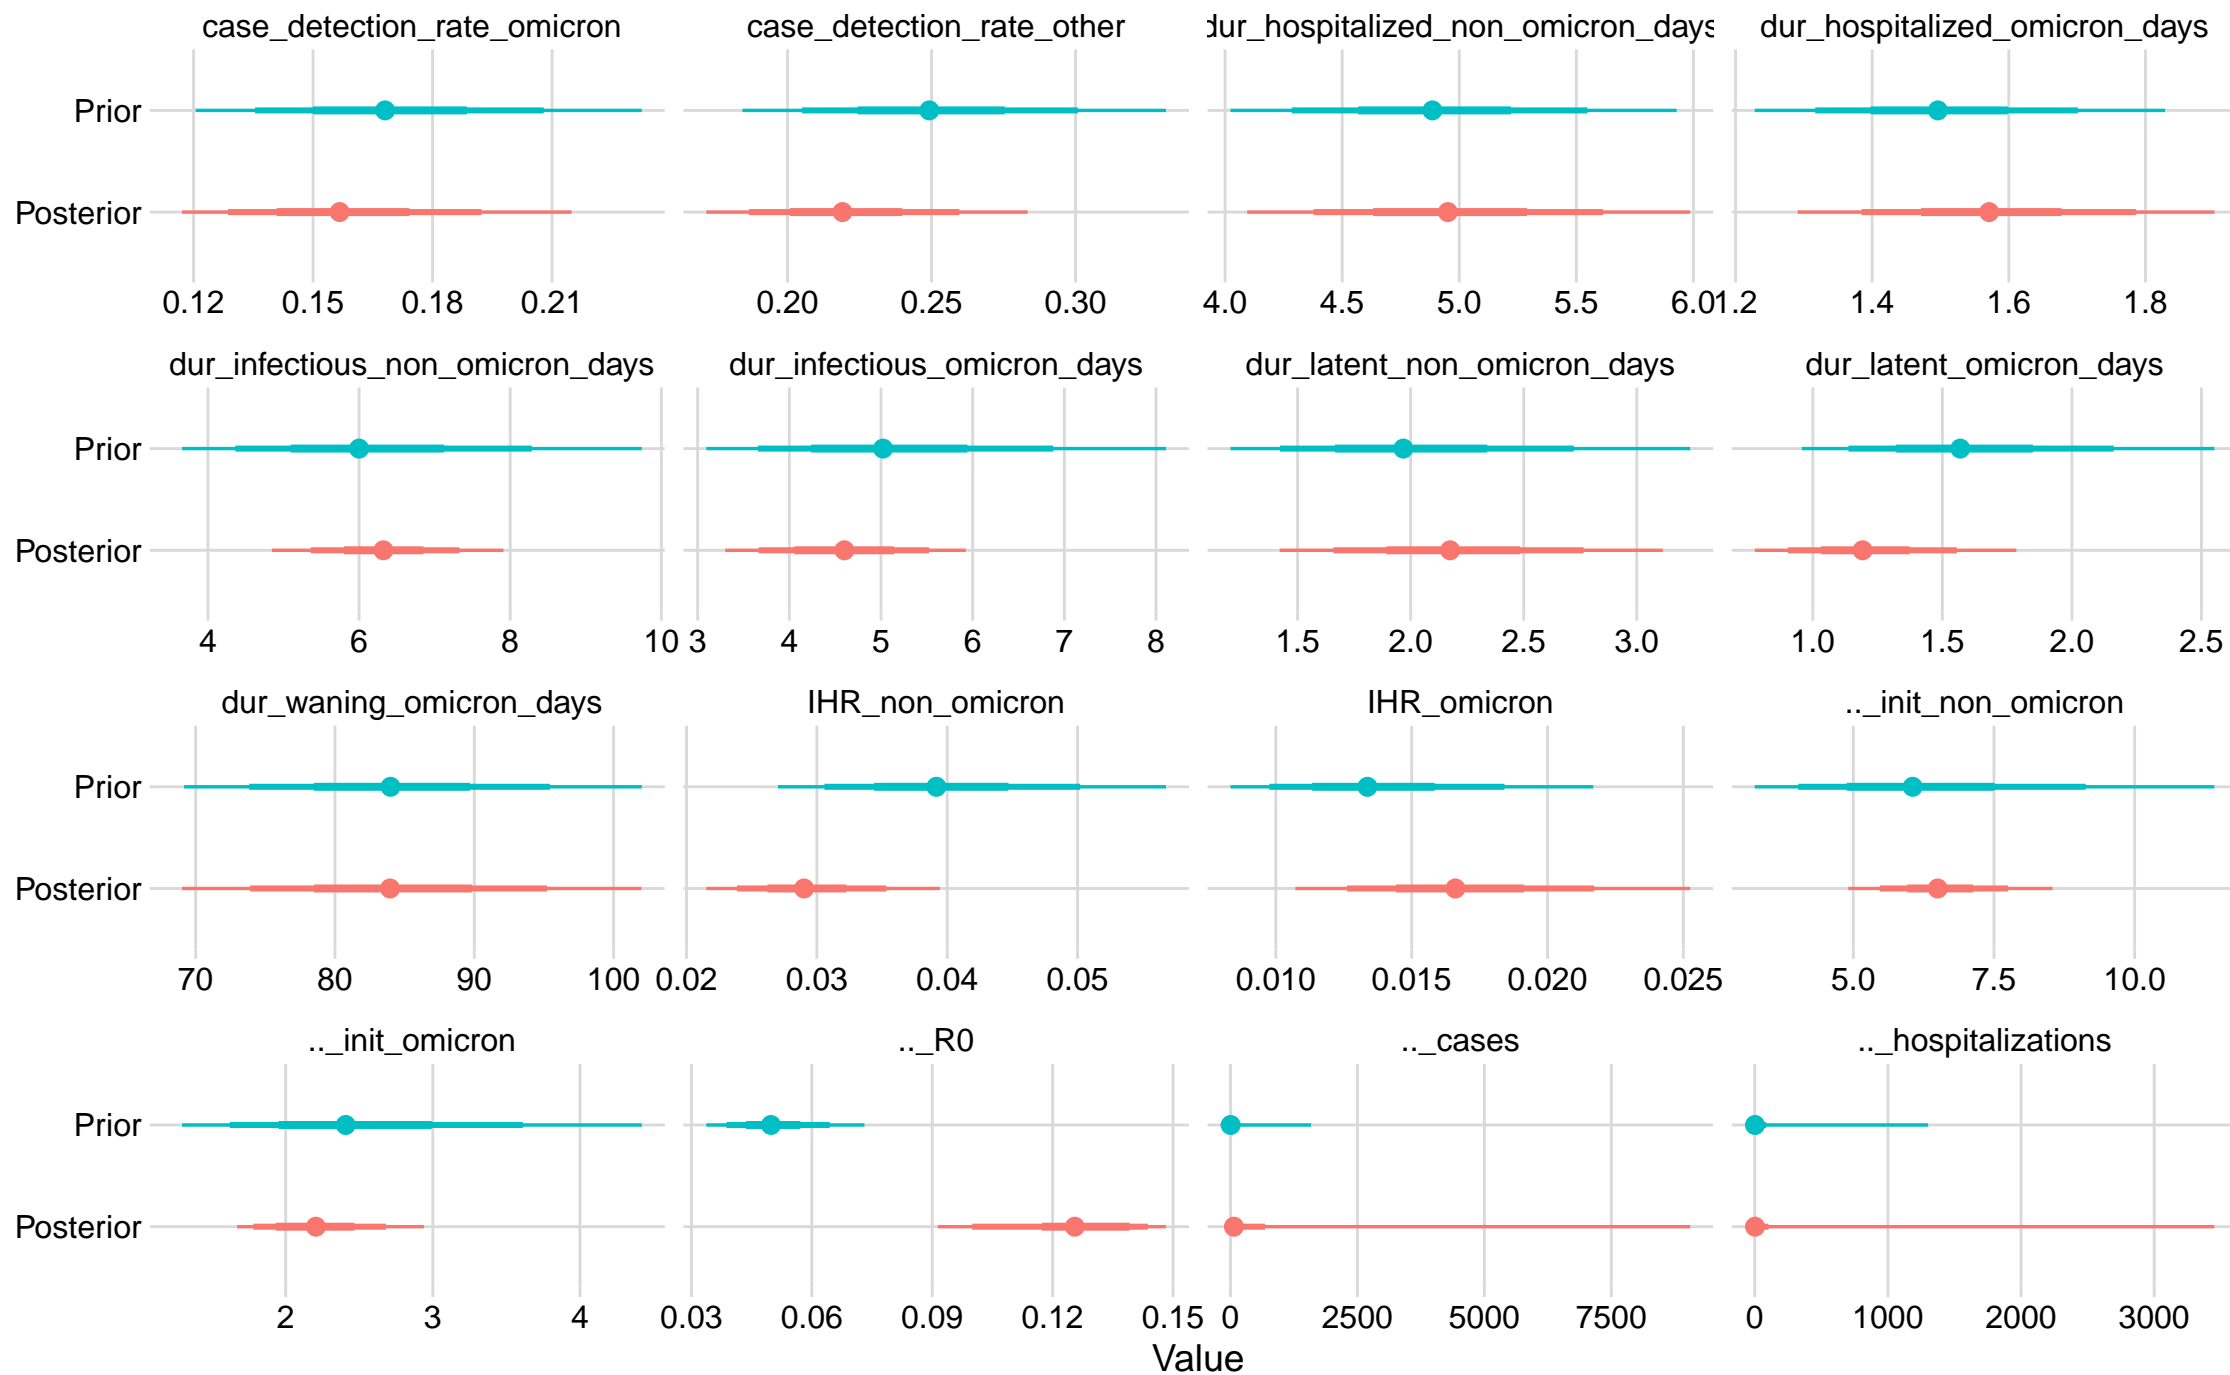 case_detection_rate_omicron case_detection_rate_other dur_hospitalized_non_omicron_days dur_hospitalized_omicron_days
Prior
Posterior
0.12 0.15 0.18 0.21 0.20 0.25 0.30 4.0 4.5 5.0 5.5 6.0 1.2 1.4 1.6 1.8
dur_infectious_non_omicron_days dur_infectious_omicron_days dur_latent_non_omicron_days dur_latent_omicron_days
Prior
Posterior
4 6 8 10 3 4 5 6 7 8 1.5 2.0 2.5 3.0 1.0 1.5 2.0 2.5
dur_waning_omicron_days IHR_non_omicron IHR_omicron .._init_non_omicron
Prior
Posterior
70 80 90 100 0.02 0.03 0.04 0.05 0.010 0.015 0.020 0.025 5.0 7.5 10.0
.._init_omicron .._R0 .._cases .._hospitalizations
Prior
Posterior
2 3 4 0.03 0.06 0.09 0.12 0.15 0 2500 5000 7500 0 1000 2000 3000
Value